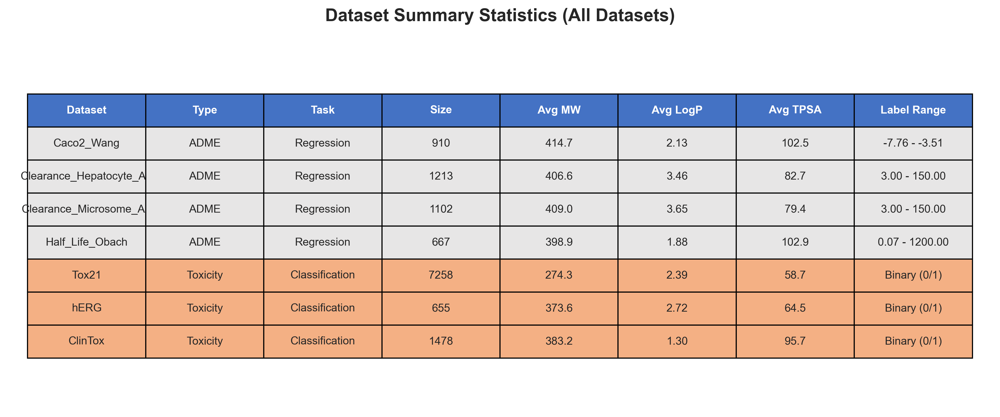 Dataset Summary Statistics (All Datasets)
Dataset Type Task Size Avg MW Avg LogP Avg TPSA Label Range
Caco2_Wang ADME Regression 910 414.7 2.13 102.5 -7.76 - -3.51
Clearance_Hepatocyte_A ADME Regression 1213 406.6 3.46 82.7 3.00 - 150.00
Clearance_Microsome_A ADME Regression 1102 409.0 3.65 79.4 3.00 - 150.00
Half_Life_Obach ADME Regression 667 398.9 1.88 102.9 0.07 - 1200.00
Tox21 Toxicity Classification 7258 274.3 2.39 58.7 Binary (0/1)
hERG Toxicity Classification 655 373.6 2.72 64.5 Binary (0/1)
ClinTox Toxicity Classification 1478 383.2 1.30 95.7 Binary (0/1)